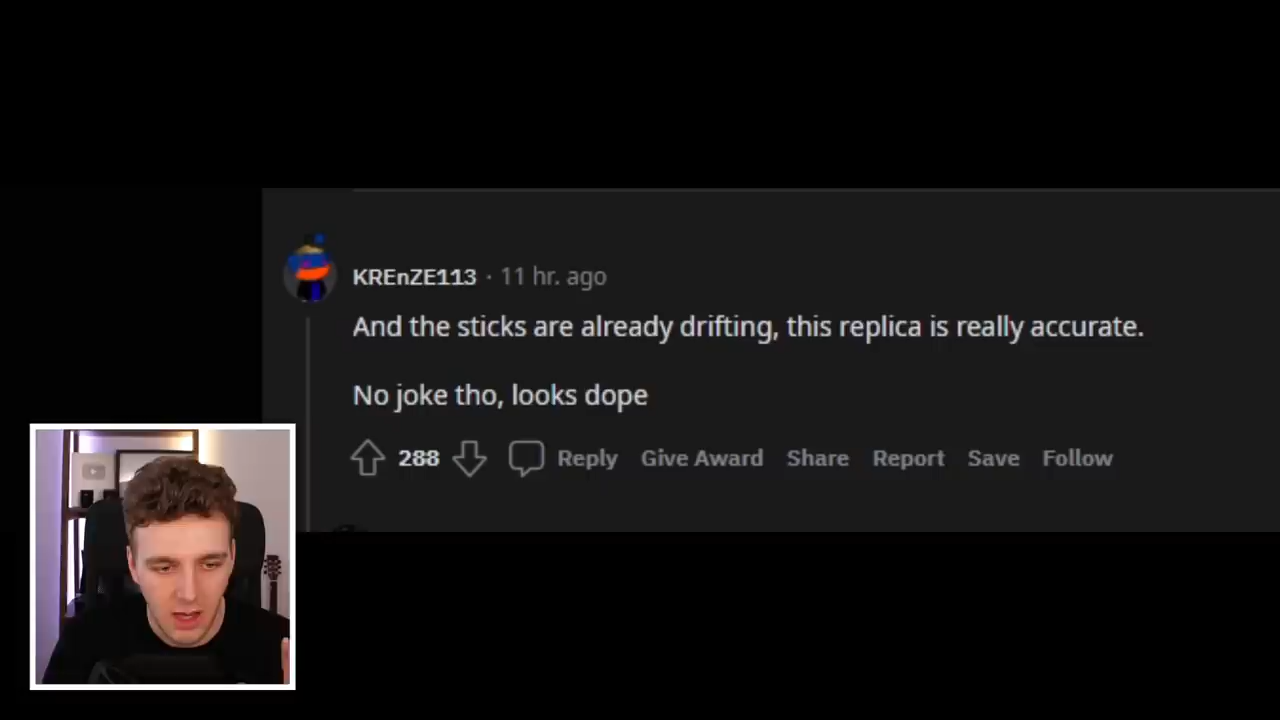 KREnZE113 · 11 hr. ago
And the sticks are already drifting, this replica is really accurate.
No joke tho, looks dope
288 Reply Give Award Share Report Save Follow